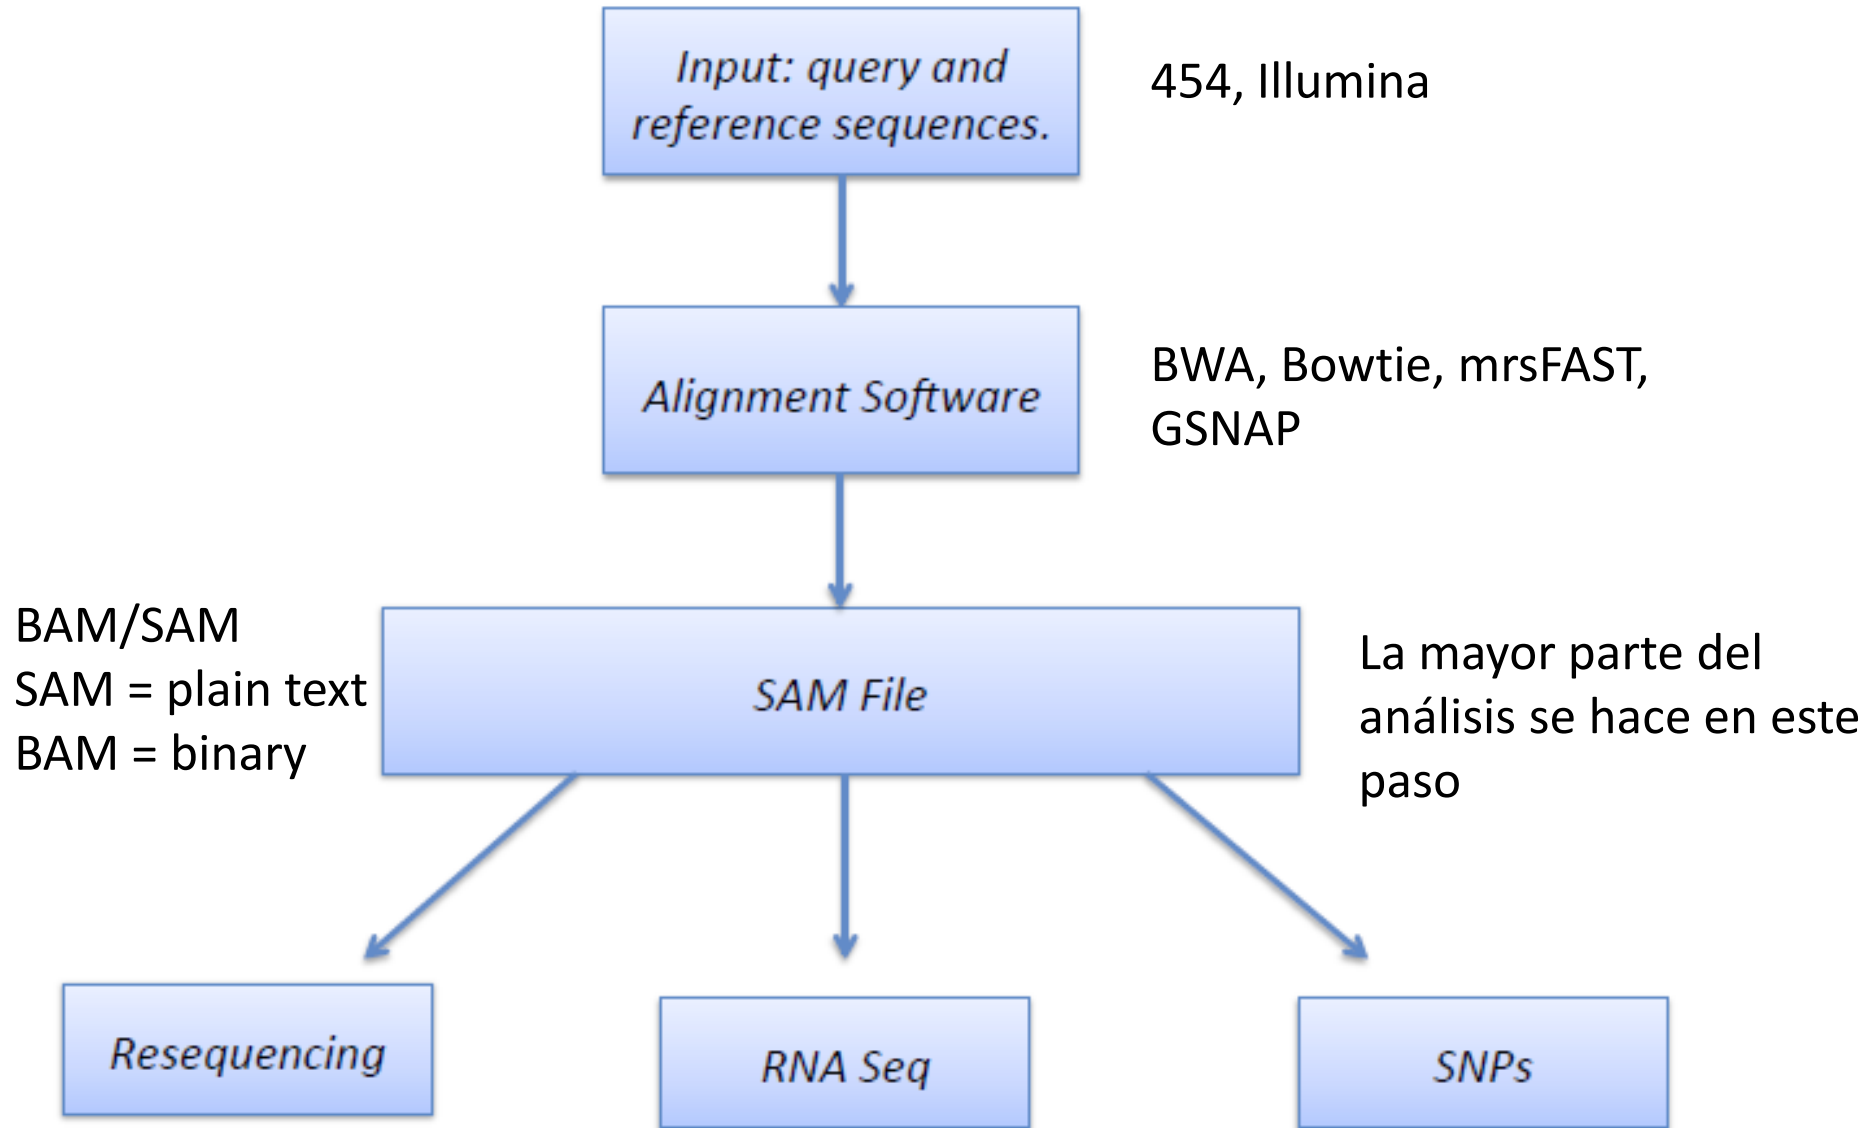 Input: query and
reference sequences.
454, Illumina
Alignment Software
BWA, Bowtie, mrsFAST,
GSNAP
BAM/SAM
SAM = plain text
BAM = binary
SAM File
La mayor parte del
análisis se hace en este
paso
Resequencing
RNA Seq
SNPs